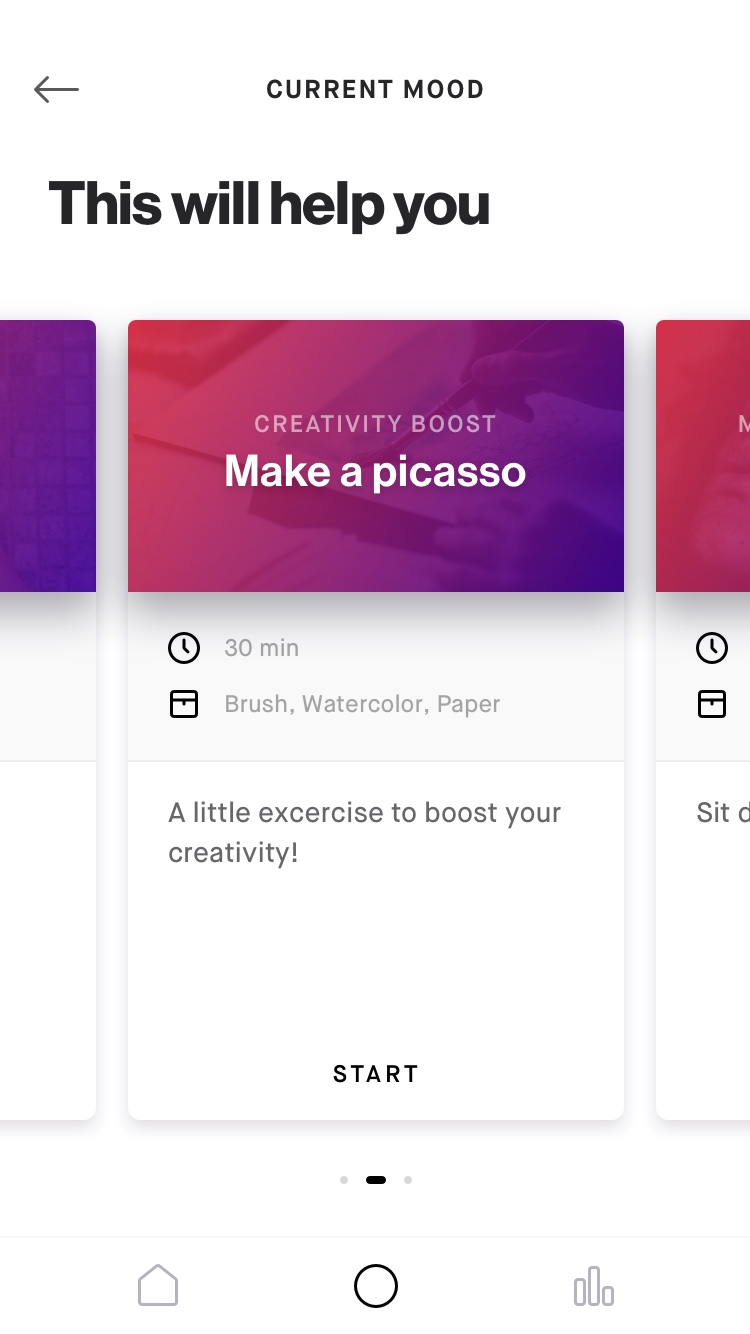 CURRENT MOOD
This will help you
CREATIVITY BOOST
Make a picasso
30 min
Brush, Watercolor, Paper
A little excercise to boost your
creativity!
Sit
START